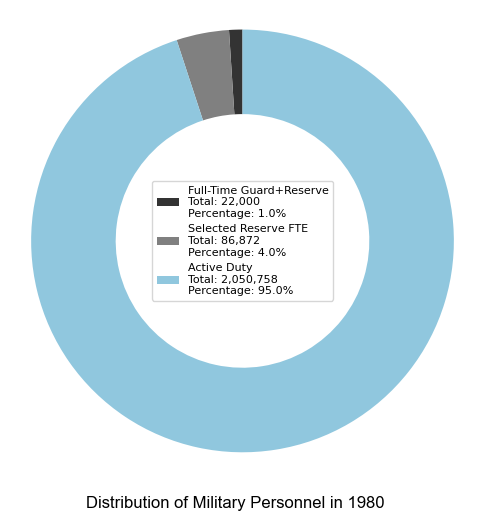 Full-Time Guard+Reserve
Total: 22,000
Percentage: 1.0%
Selected Reserve FTE
Total: 86,872
Percentage: 4.0%
Active Duty
Total: 2,050,758
Percentage: 95.0%
Distribution of Military Personnel in 1980